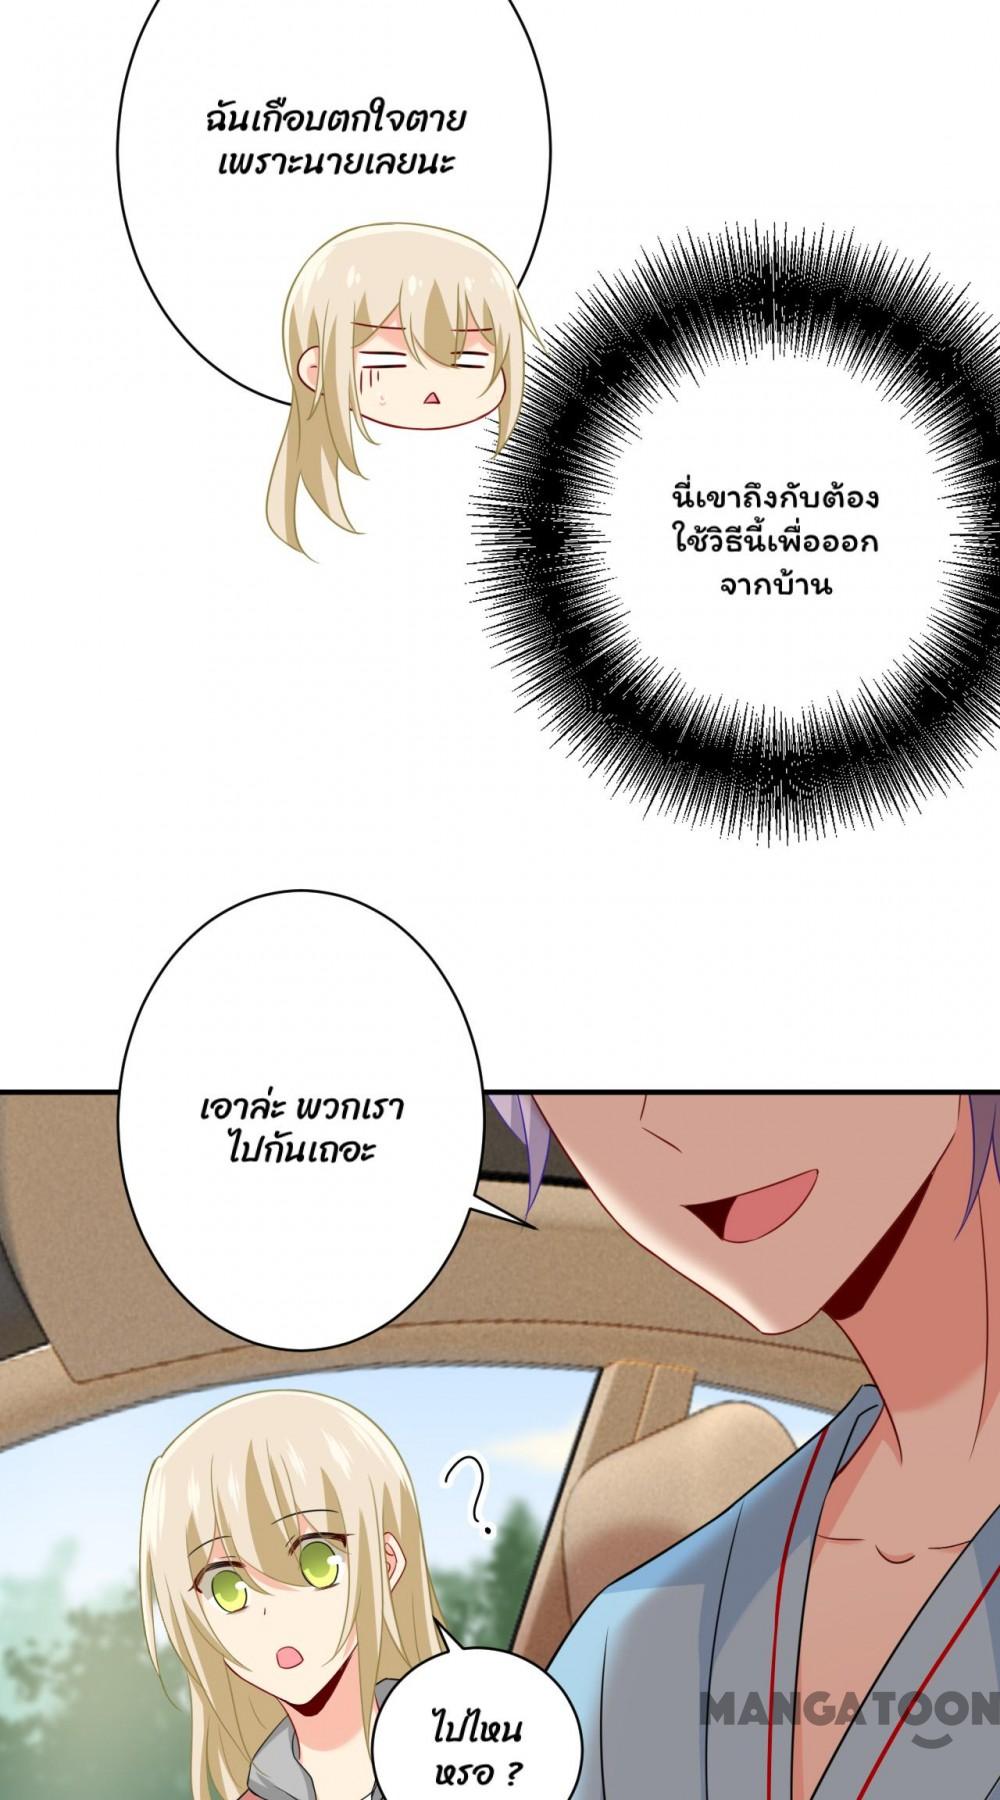 ฉันเกือบตกใจตาย
เพราะนายเลยนะ
นี่เขาถึงกับต้อง
ใช้วิธีนี้เพื่อออก
จากบ้าน
เอาล่ะ พวกเรา
ไปกันเถอะ
?
ไปไหน
หรอ ?
MANGATOON